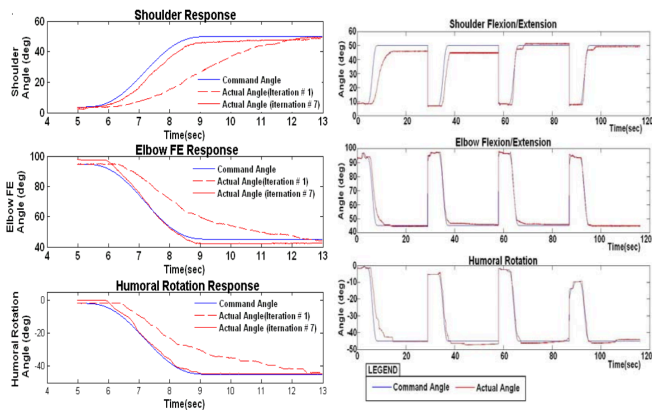 Shoulder Response
60
40
20
0
Shoulder
Angle (deg)
Command Angle
Actual Angle(Iteration # 1)
Actual Angle (iternation # 7)
4 5 6 7 8 9 10 11 12 13
Time(sec)
Elbow FE Response
100
80
60
40
Elbow FE
Angle (deg)
Command Angle
Actual Angle(Iteration # 1)
Actual Angle (iternation # 7)
4 5 6 7 8 9 10 11 12 13
Time(sec)
Humoral Rotation Response
0
-20
-40
Humoral Rotation
Angle (deg)
Command Angle
Actual Angle(Iteration # 1)
Actual Angle (iternation # 7)
4 5 6 7 8 9 10 11 12 13
Time(sec)
Shoulder Flexion/Extension
60
50
40
30
20
10
0
Angle (deg)
0 20 40 60 80 100 120
Time(sec)
Elbow Flexion/Extension
100
90
80
70
60
50
40
Angle (deg)
0 20 40 60 80 100 120
Time(sec)
Humoral Rotation
0
-10
-20
-30
-40
-50
Angle (deg)
0 20 40 60 80 100 120
Time(sec)
LEGEND
Command Angle Actual Angle